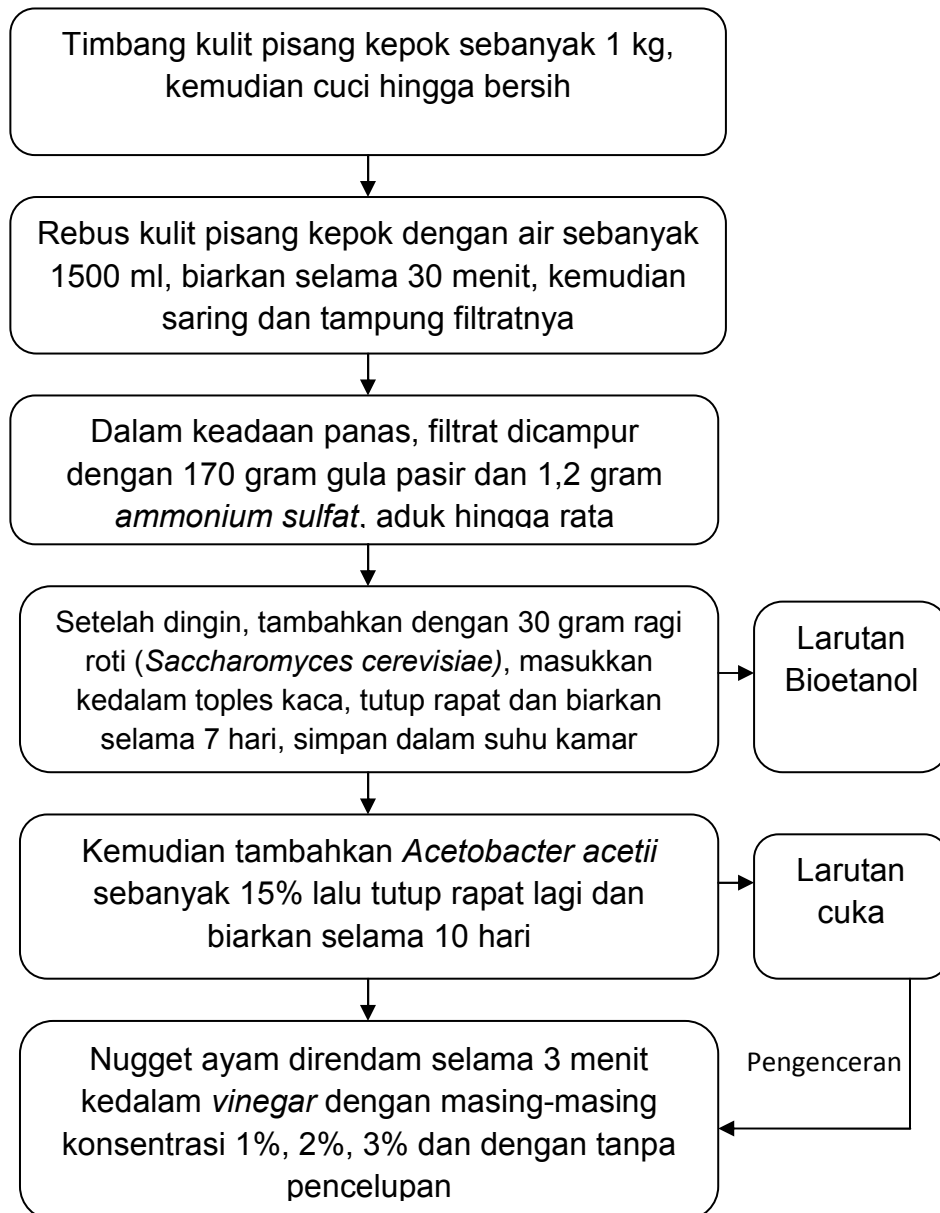 Timbang kulit pisang kepok sebanyak 1 kg,
kemudian cuci hingga bersih
Rebus kulit pisang kepok dengan air sebanyak
1500 ml, biarkan selama 30 menit, kemudian
saring dan tampung filtratnya
Dalam keadaan panas, filtrat dicampur
dengan 170 gram gula pasir dan 1,2 gram
ammonium sulfat, aduk hingga rata
Setelah dingin, tambahkan dengan 30 gram ragi
roti (Saccharomyces cerevisiae), masukkan
kedalam toples kaca, tutup rapat dan biarkan
selama 7 hari, simpan dalam suhu kamar
Larutan
Bioetanol
Kemudian tambahkan Acetobacter acetii
sebanyak 15% lalu tutup rapat lagi dan
biarkan selama 10 hari
Larutan
cuka
Pengenceran
Nugget ayam direndam selama 3 menit
kedalam vinegar dengan masing-masing
konsentrasi 1%, 2%, 3% dan dengan tanpa
pencelupan